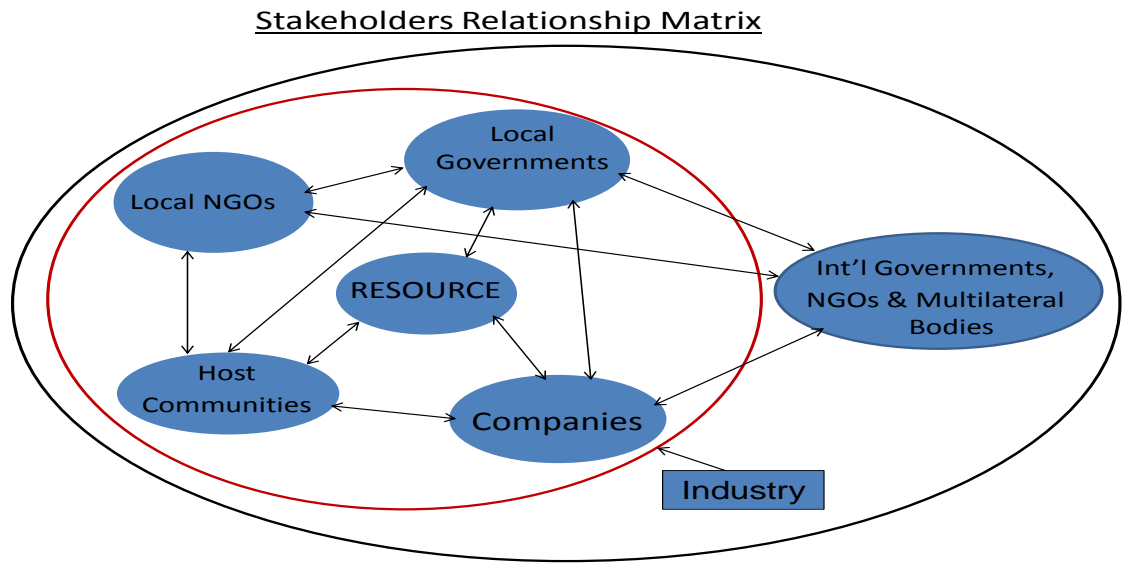 Stakeholders Relationship Matrix
Local
Governments
Local NGOs
RESOURCE
Int'l Governments,
NGOs & Multilateral
Bodies
Host
Communities
Companies
Industry